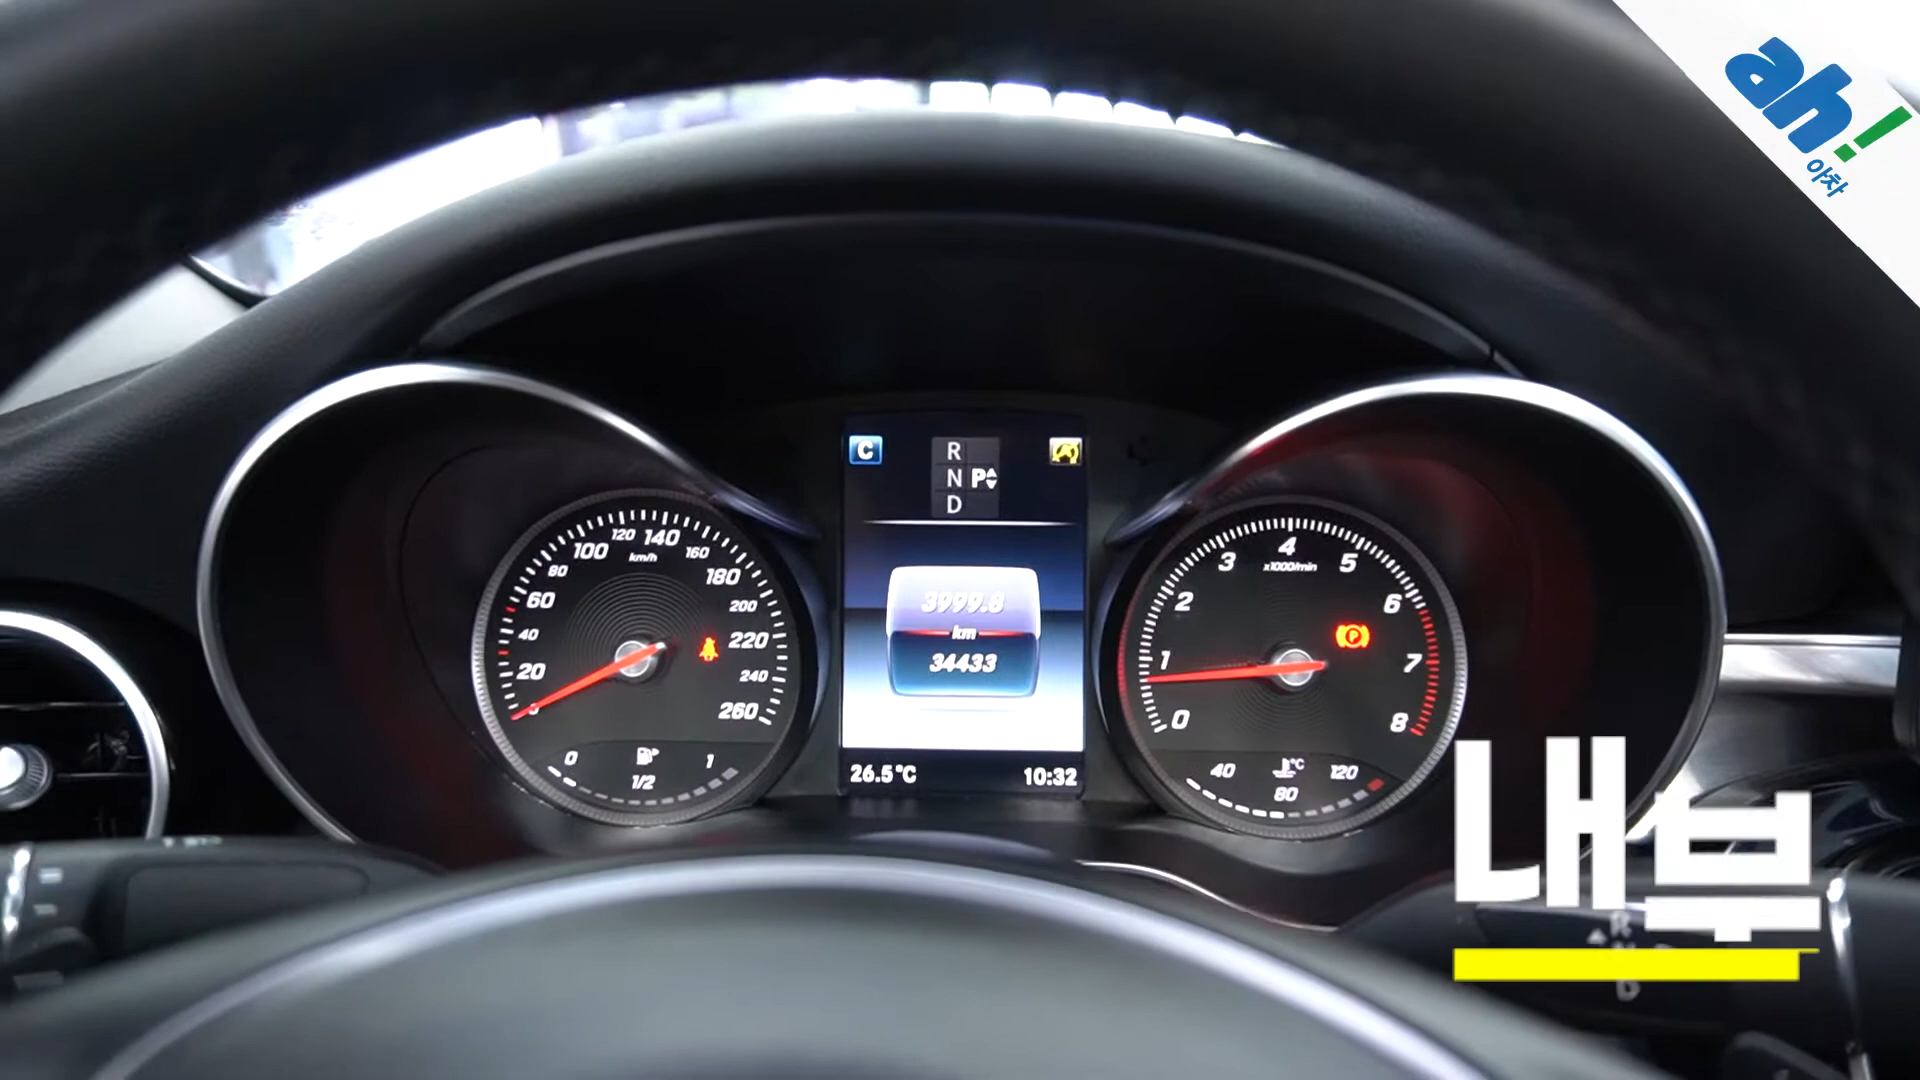 ah!
아차
C
R
N P
D
120 140
100 160
km/h
80 180
60 200
40 220
20 240
0 260
0 1
1/2
3999.8
km
34433
26.5°C 10:32
4
3 5
x1000/min
2 6
P
1 7
0 8
°C
40 120
80
내부
R
N
D